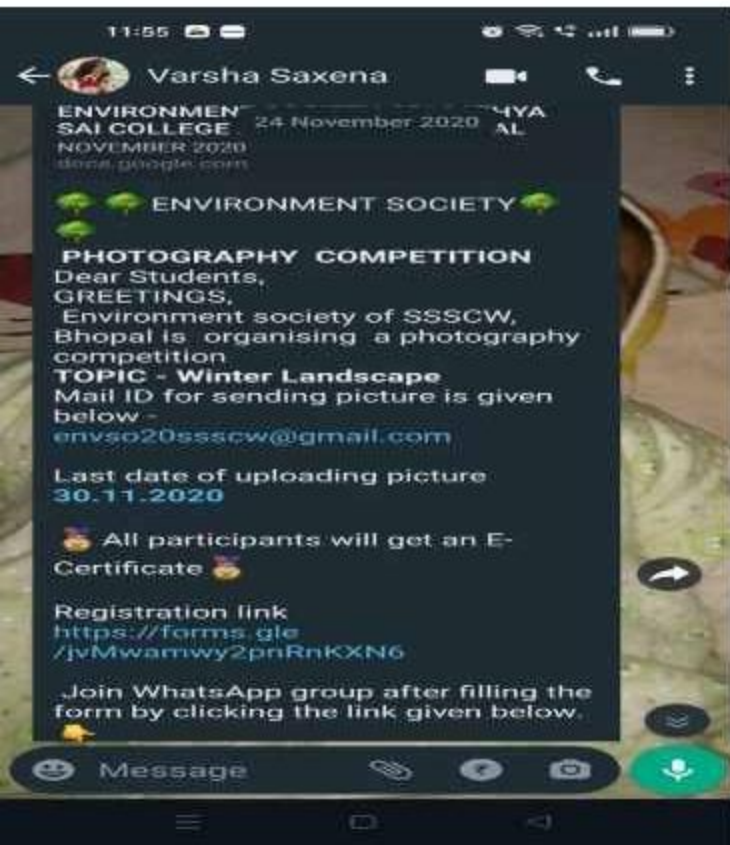 11:55
Varsha Saxena
ENVIRONMEN HYA
SAI COLLEGE 24 November 2020 AL
NOVEMBER 2020
docs.google.com
ENVIRONMENT SOCIETY
PHOTOGRAPHY COMPETITION
Dear Students,
GREETINGS,
Environment society of SSSCW,
Bhopal is organising a photography
competition
TOPIC - Winter Landscape
Mail ID for sending picture is given
below -
envso20ssscw@gmail.com
Last date of uploading picture
30.11.2020
All participants will get an E-
Certificate
Registration link
https://forms.gle
/jvMwamwy2pnRnKXN6
Join WhatsApp group after filling the
form by clicking the link given below.
Message